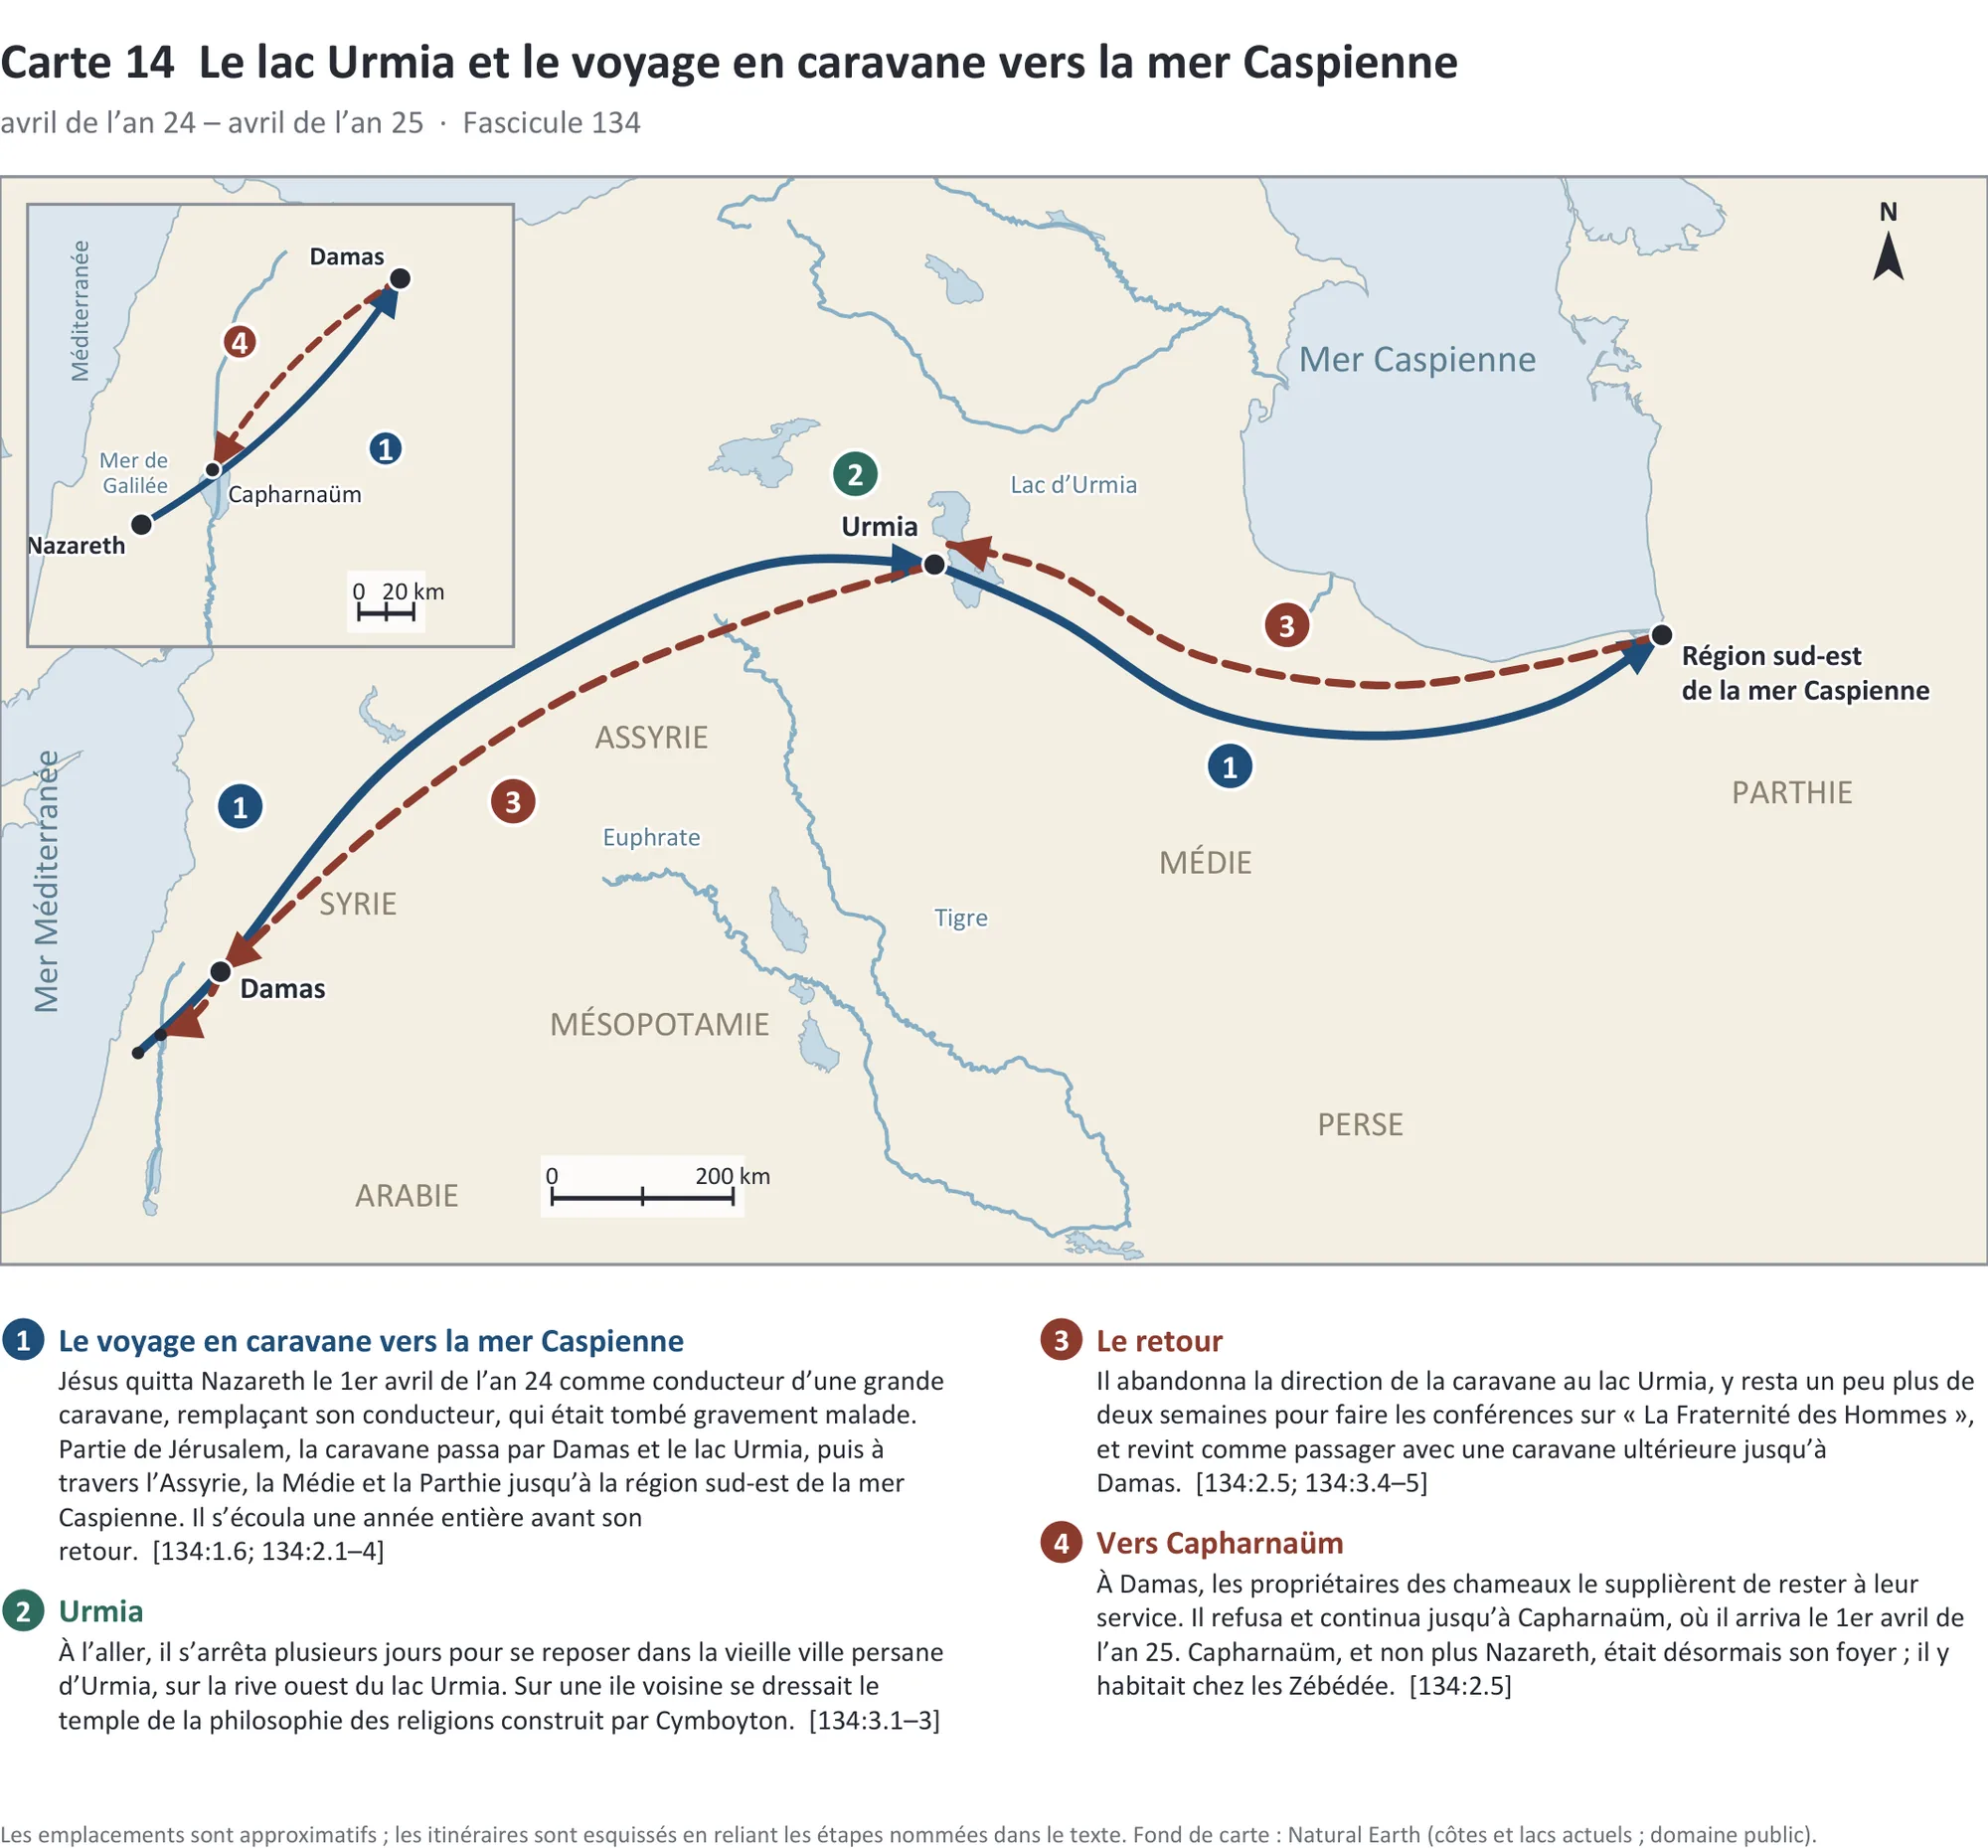 Carte 14 Le lac Urmia et le voyage en caravane vers la mer Caspienne
avril de l’an 24 – avril de l’an 25 · Fascicule 134
N
Méditerranée
Damas
4
1
Mer de
Galilée
Capharnaüm
Nazareth
0 20 km
Mer Caspienne
2
Lac d’Urmia
Urmia
3
Région sud-est
de la mer Caspienne
ASSYRIE
1
PARTHIE
Mer Méditerranée
1
3
Euphrate
MÉDIE
SYRIE
Tigre
Damas
MÉSOPOTAMIE
PERSE
ARABIE
0 200 km
1 Le voyage en caravane vers la mer Caspienne
Jésus quitta Nazareth le 1er avril de l’an 24 comme conducteur d’une grande
caravane, remplaçant son conducteur, qui était tombé gravement malade.
Partie de Jérusalem, la caravane passa par Damas et le lac Urmia, puis à
travers l’Assyrie, la Médie et la Parthie jusqu’à la région sud-est de la mer
Caspienne. Il s’écoula une année entière avant son
retour. [134:1.6; 134:2.1–4]
2 Urmia
À l’aller, il s’arrêta plusieurs jours pour se reposer dans la vieille ville persane
d’Urmia, sur la rive ouest du lac Urmia. Sur une ile voisine se dressait le
temple de la philosophie des religions construit par Cymboyton. [134:3.1–3]
3 Le retour
Il abandonna la direction de la caravane au lac Urmia, y resta un peu plus de
deux semaines pour faire les conférences sur « La Fraternité des Hommes »,
et revint comme passager avec une caravane ultérieure jusqu’à
Damas. [134:2.5; 134:3.4–5]
4 Vers Capharnaüm
À Damas, les propriétaires des chameaux le supplièrent de rester à leur
service. Il refusa et continua jusqu’à Capharnaüm, où il arriva le 1er avril de
l’an 25. Capharnaüm, et non plus Nazareth, était désormais son foyer ; il y
habitait chez les Zébédée. [134:2.5]
Les emplacements sont approximatifs ; les itinéraires sont esquissés en reliant les étapes nommées dans le texte. Fond de carte : Natural Earth (côtes et lacs actuels ; domaine public).